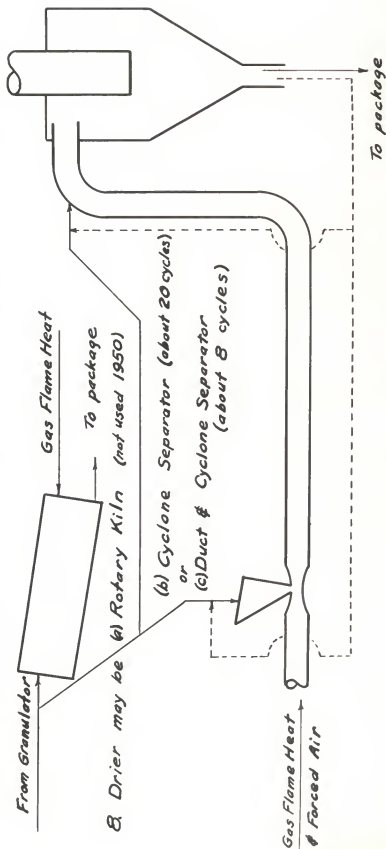 From Granulator
Gas Flame Heat
To package
8. Drier may be (a) Rotary Kiln (not used 1950)
(b) Cyclone Separator (about 20 cycles)
or
(c) Duct & Cyclone Separator
(about 8 cycles)
Gas Flame Heat
& Forced Air
To package